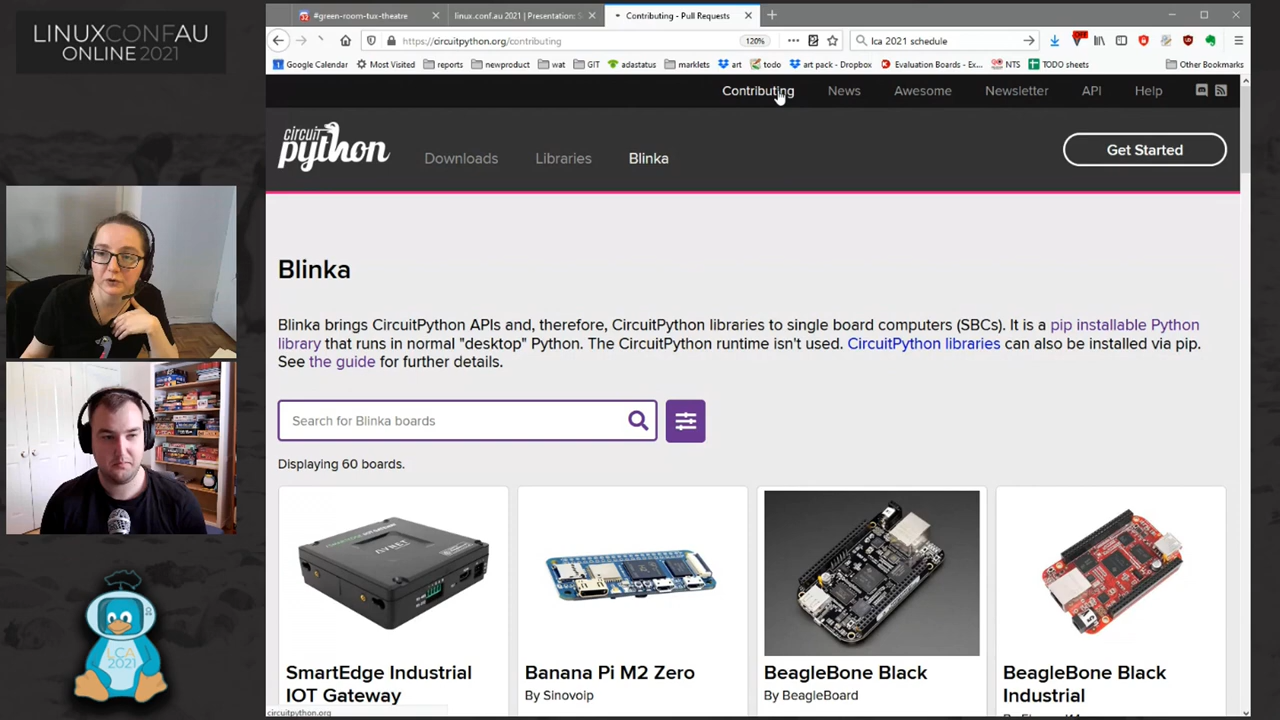 LINUXCONFAU
ONLINE 2021
#green-room-tux-theatre
linux.conf.au 2021 | Presentation: S
Contributing - Pull Requests
https://circuitpython.org/contributing
120%
lca 2021 schedule
OFF
Google Calendar
Most Visited
reports
newproduct
wat
GIT
adastatus
marklets
art
todo
art pack - Dropbox
Evaluation Boards - Ex...
NTS
TODO sheets
Other Bookmarks
Contributing
News
Awesome
Newsletter
API
Help
circuit
python
Downloads
Libraries
Blinka
Get Started
Blinka
Blinka brings CircuitPython APIs and, therefore, CircuitPython libraries to single board computers (SBCs). It is a pip installable Python
library that runs in normal "desktop" Python. The CircuitPython runtime isn't used. CircuitPython libraries can also be installed via pip.
See the guide for further details.
Search for Blinka boards
Displaying 60 boards.
AVNET
SmartEdge Industrial
IOT Gateway
Banana Pi M2 Zero
By Sinovoip
BeagleBone Black
By BeagleBoard
BeagleBone Black
Industrial
LCA
2021
circuitpython.org